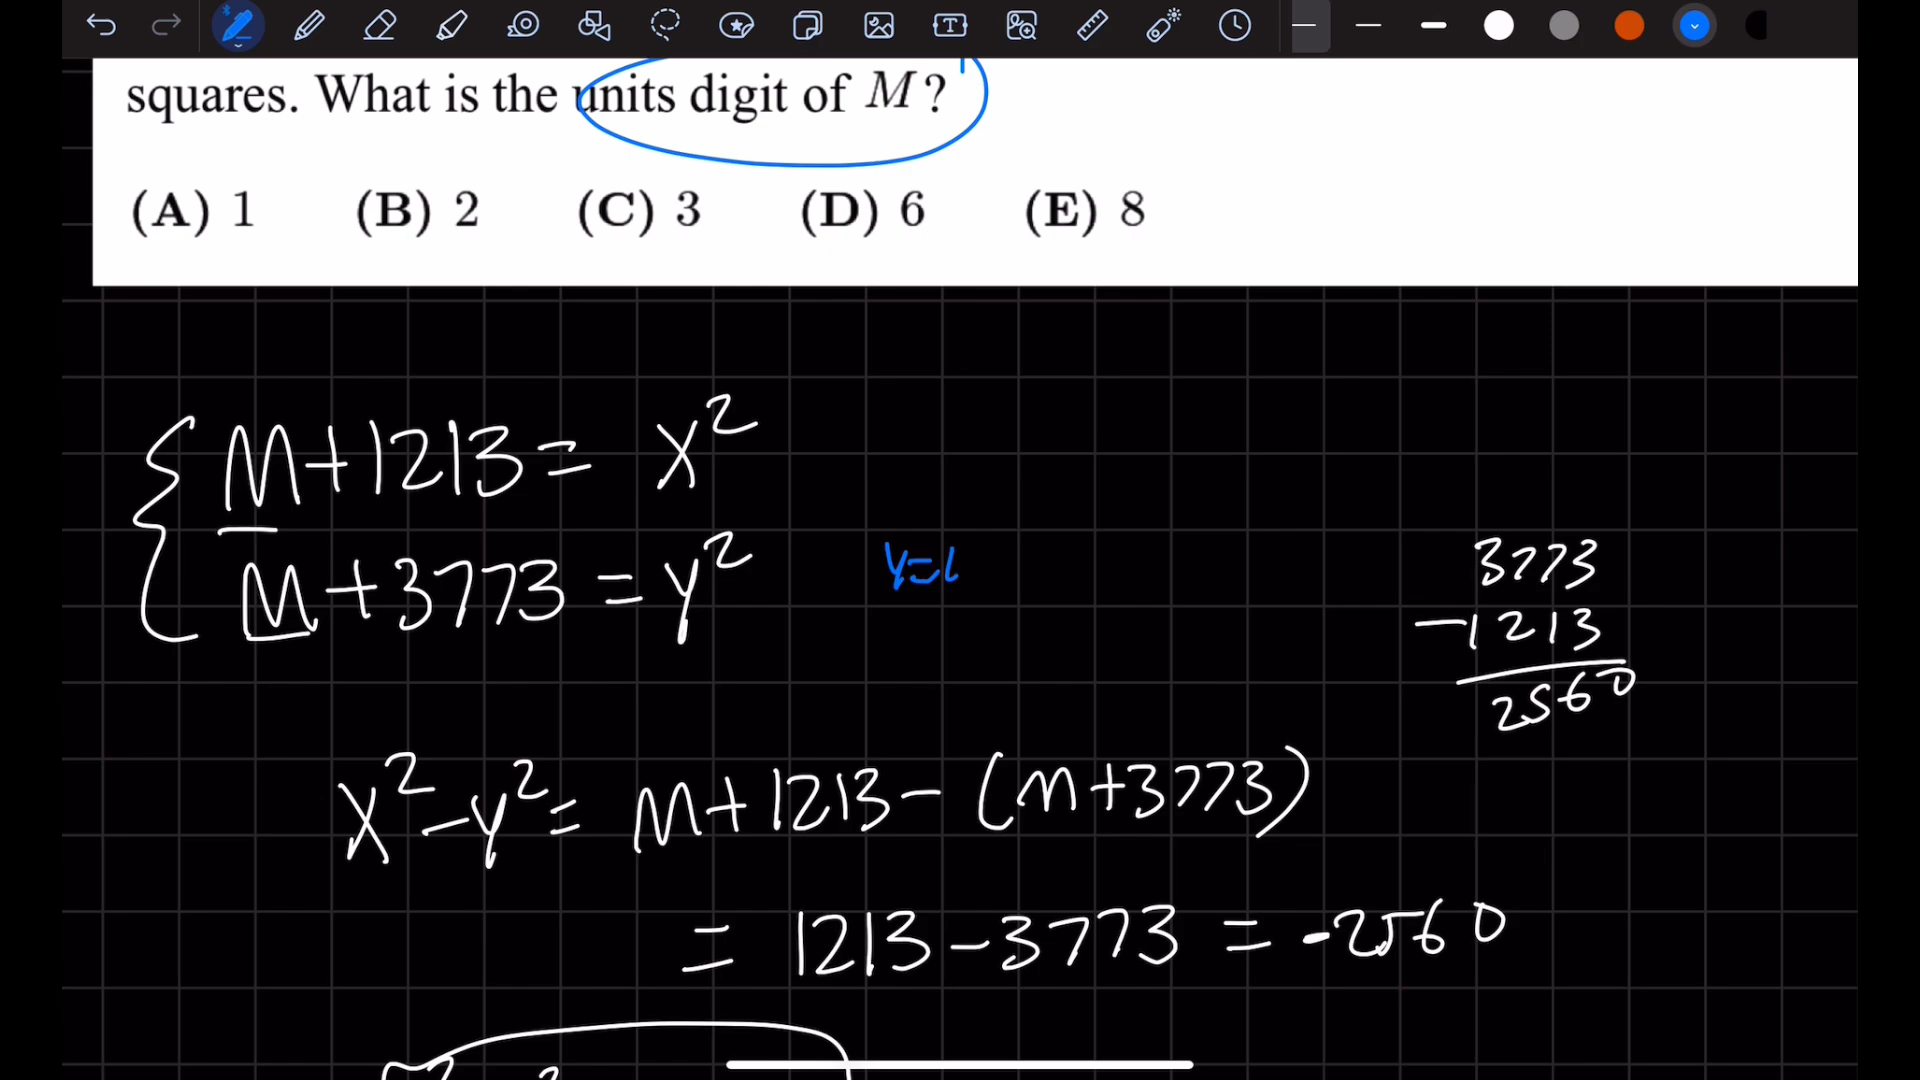 squares. What is the units digit of M?
(A) 1 (B) 2 (C) 3 (D) 6 (E) 8
M+1213= x²
M+3773 = y²
y=1
3773
-1213
2560
x²-y²= M+1213-(M+3773)
= 1213-3773 = -2560